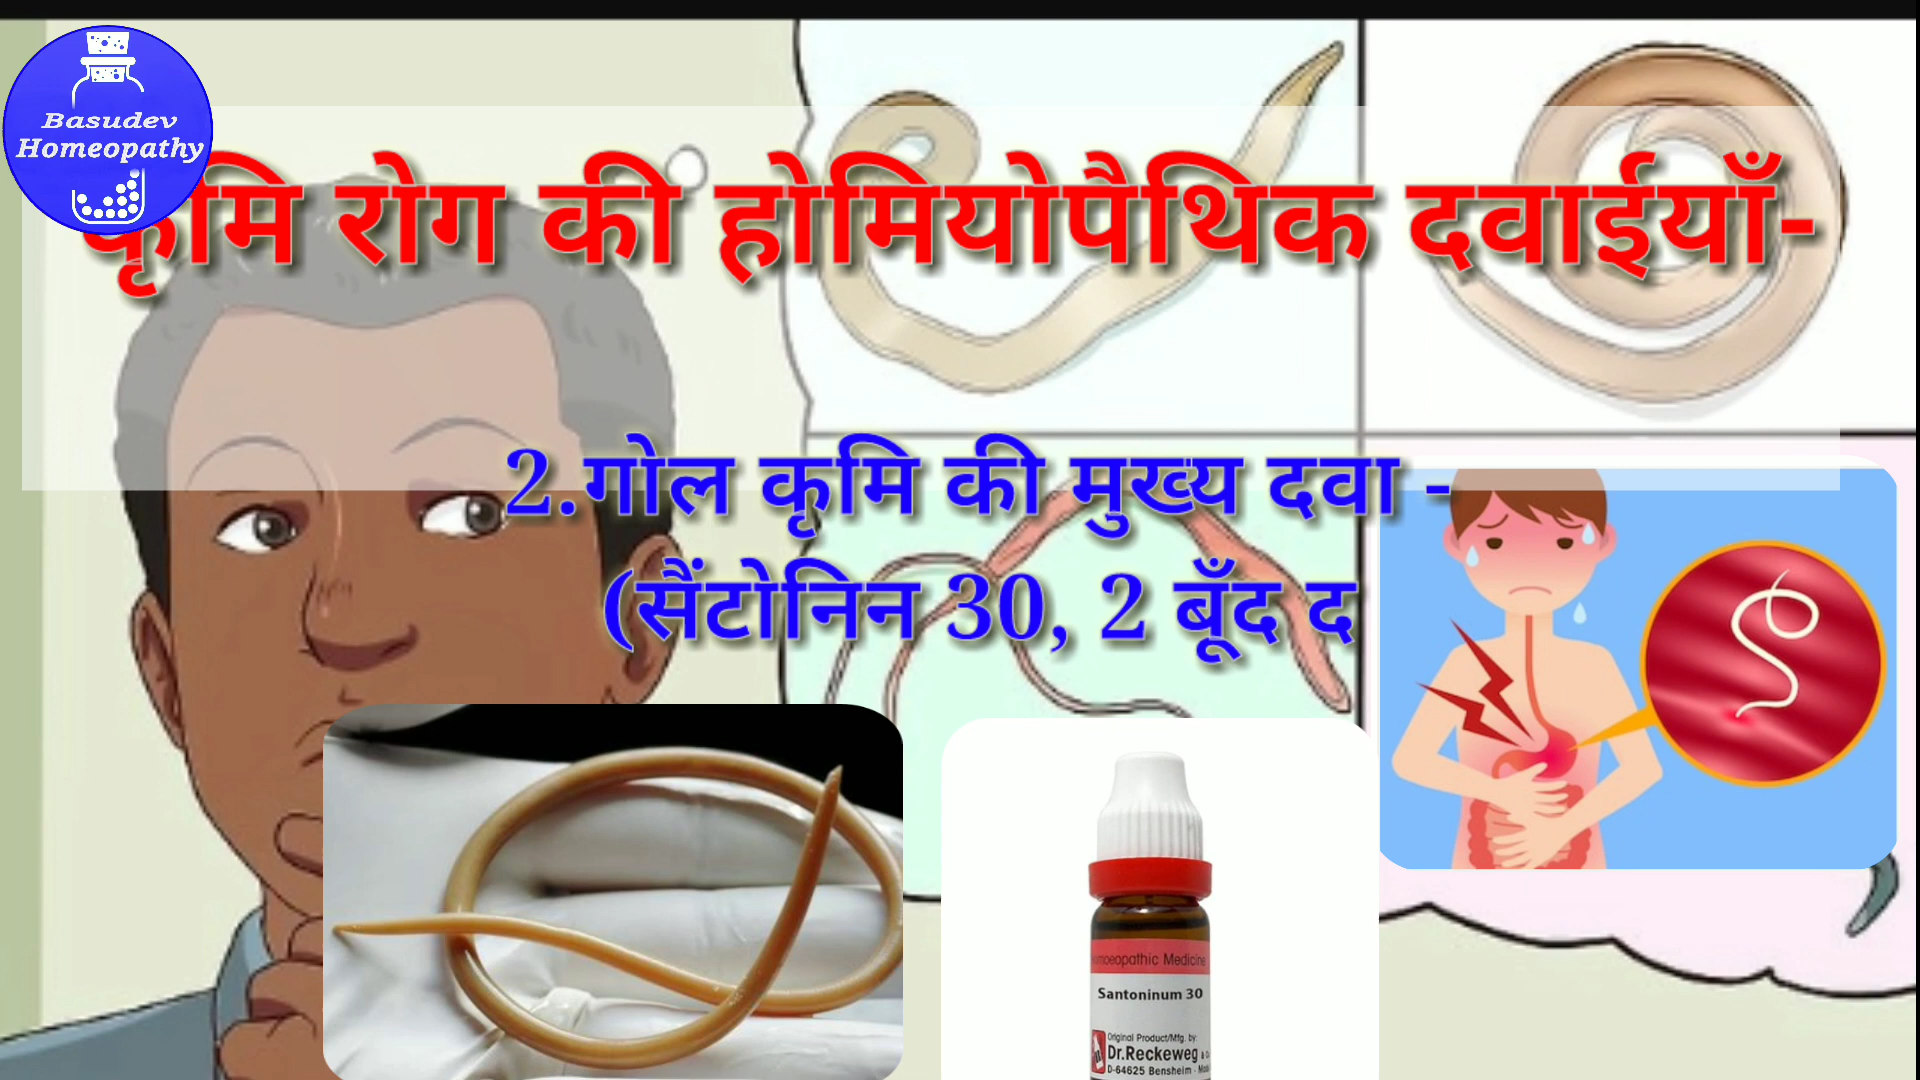 Basudev
Homeopathy
कृमि रोग की होमियोपैथिक दवाईयाँ-
2.गोल कृमि की मुख्य दवा -
(सैंटोनिन 30, 2 बूँद द
Homoeopathic Medicine
Santoninum 30
Original Product/Mfg. by:
Dr.Reckeweg & Co
D-64625 Bensheim -